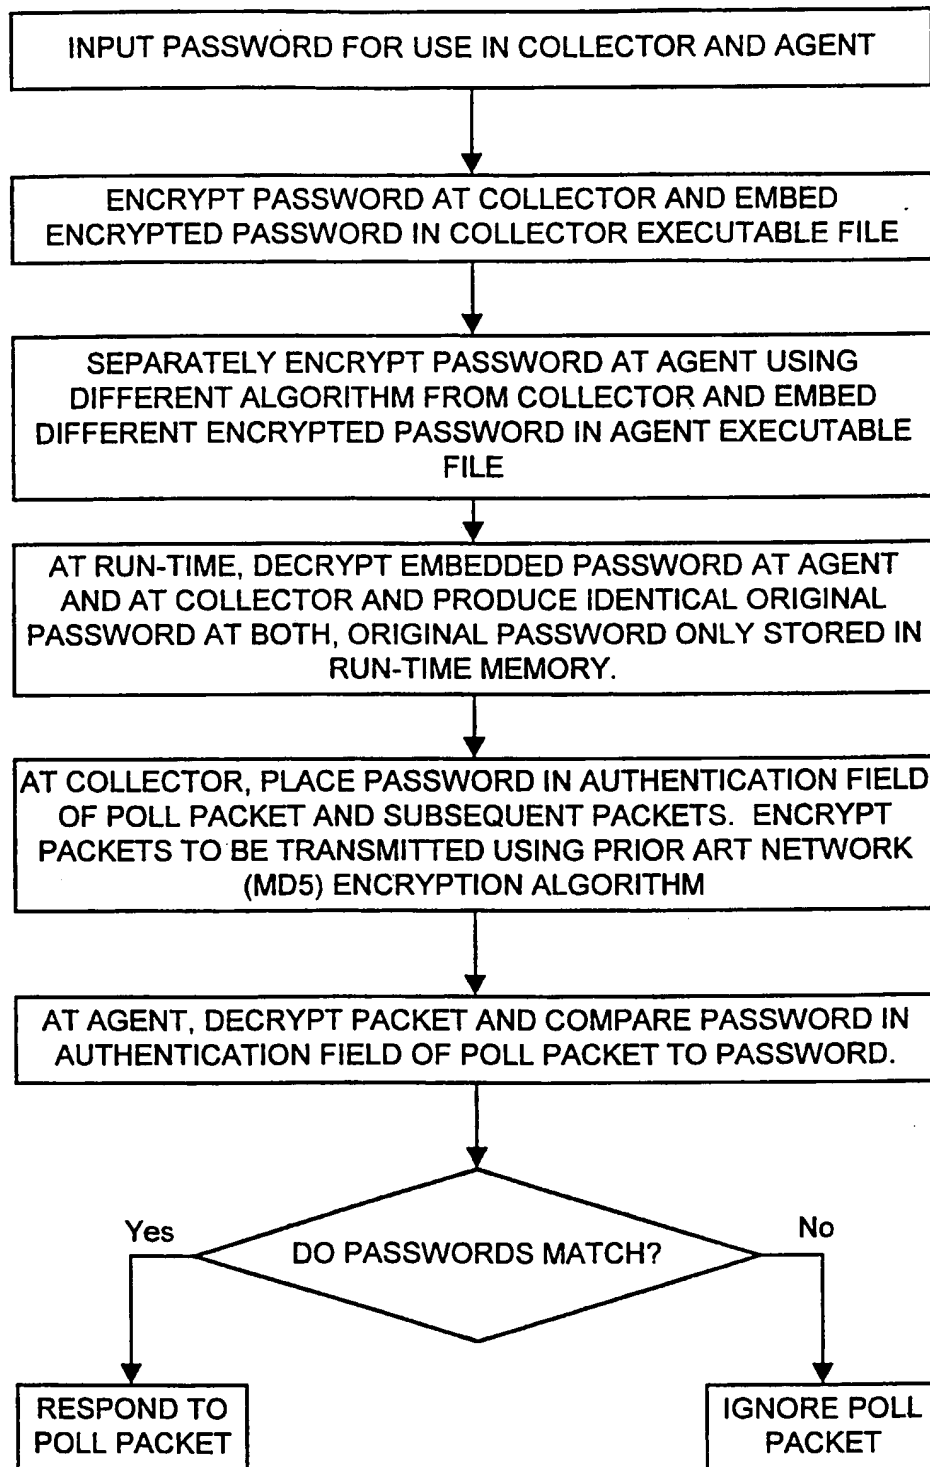 INPUT PASSWORD FOR USE IN COLLECTOR AND AGENT
ENCRYPT PASSWORD AT COLLECTOR AND EMBED
ENCRYPTED PASSWORD IN COLLECTOR EXECUTABLE FILE
SEPARATELY ENCRYPT PASSWORD AT AGENT USING
DIFFERENT ALGORITHM FROM COLLECTOR AND EMBED
DIFFERENT ENCRYPTED PASSWORD IN AGENT EXECUTABLE
FILE
AT RUN-TIME, DECRYPT EMBEDDED PASSWORD AT AGENT
AND AT COLLECTOR AND PRODUCE IDENTICAL ORIGINAL
PASSWORD AT BOTH, ORIGINAL PASSWORD ONLY STORED IN
RUN-TIME MEMORY.
AT COLLECTOR, PLACE PASSWORD IN AUTHENTICATION FIELD
OF POLL PACKET AND SUBSEQUENT PACKETS. ENCRYPT
PACKETS TO BE TRANSMITTED USING PRIOR ART NETWORK
(MD5) ENCRYPTION ALGORITHM
AT AGENT, DECRYPT PACKET AND COMPARE PASSWORD IN
AUTHENTICATION FIELD OF POLL PACKET TO PASSWORD.
Yes
No
DO PASSWORDS MATCH?
RESPOND TO
POLL PACKET
IGNORE POLL
PACKET